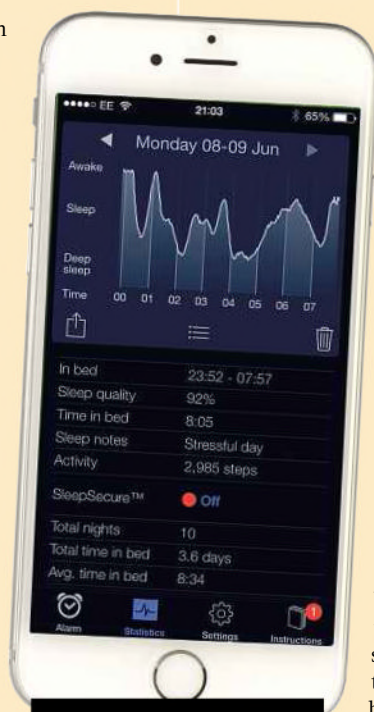 n
EE 21:03 65%
Monday 08-09 Jun
Awake
Sleep
Deep
sleep
Time 00 01 02 03 04 05 06 07
In bed 23:52 - 07:57
Sleep quality 92%
Time in bed 8:05
Sleep notes Stressful day
Activity 2,985 steps
SleepSecure™ Off
Total nights 10
Total time in bed 3.6 days
Avg. time in bed 8:34
1
Alarm Statistics Settings Instructions
s
t
h